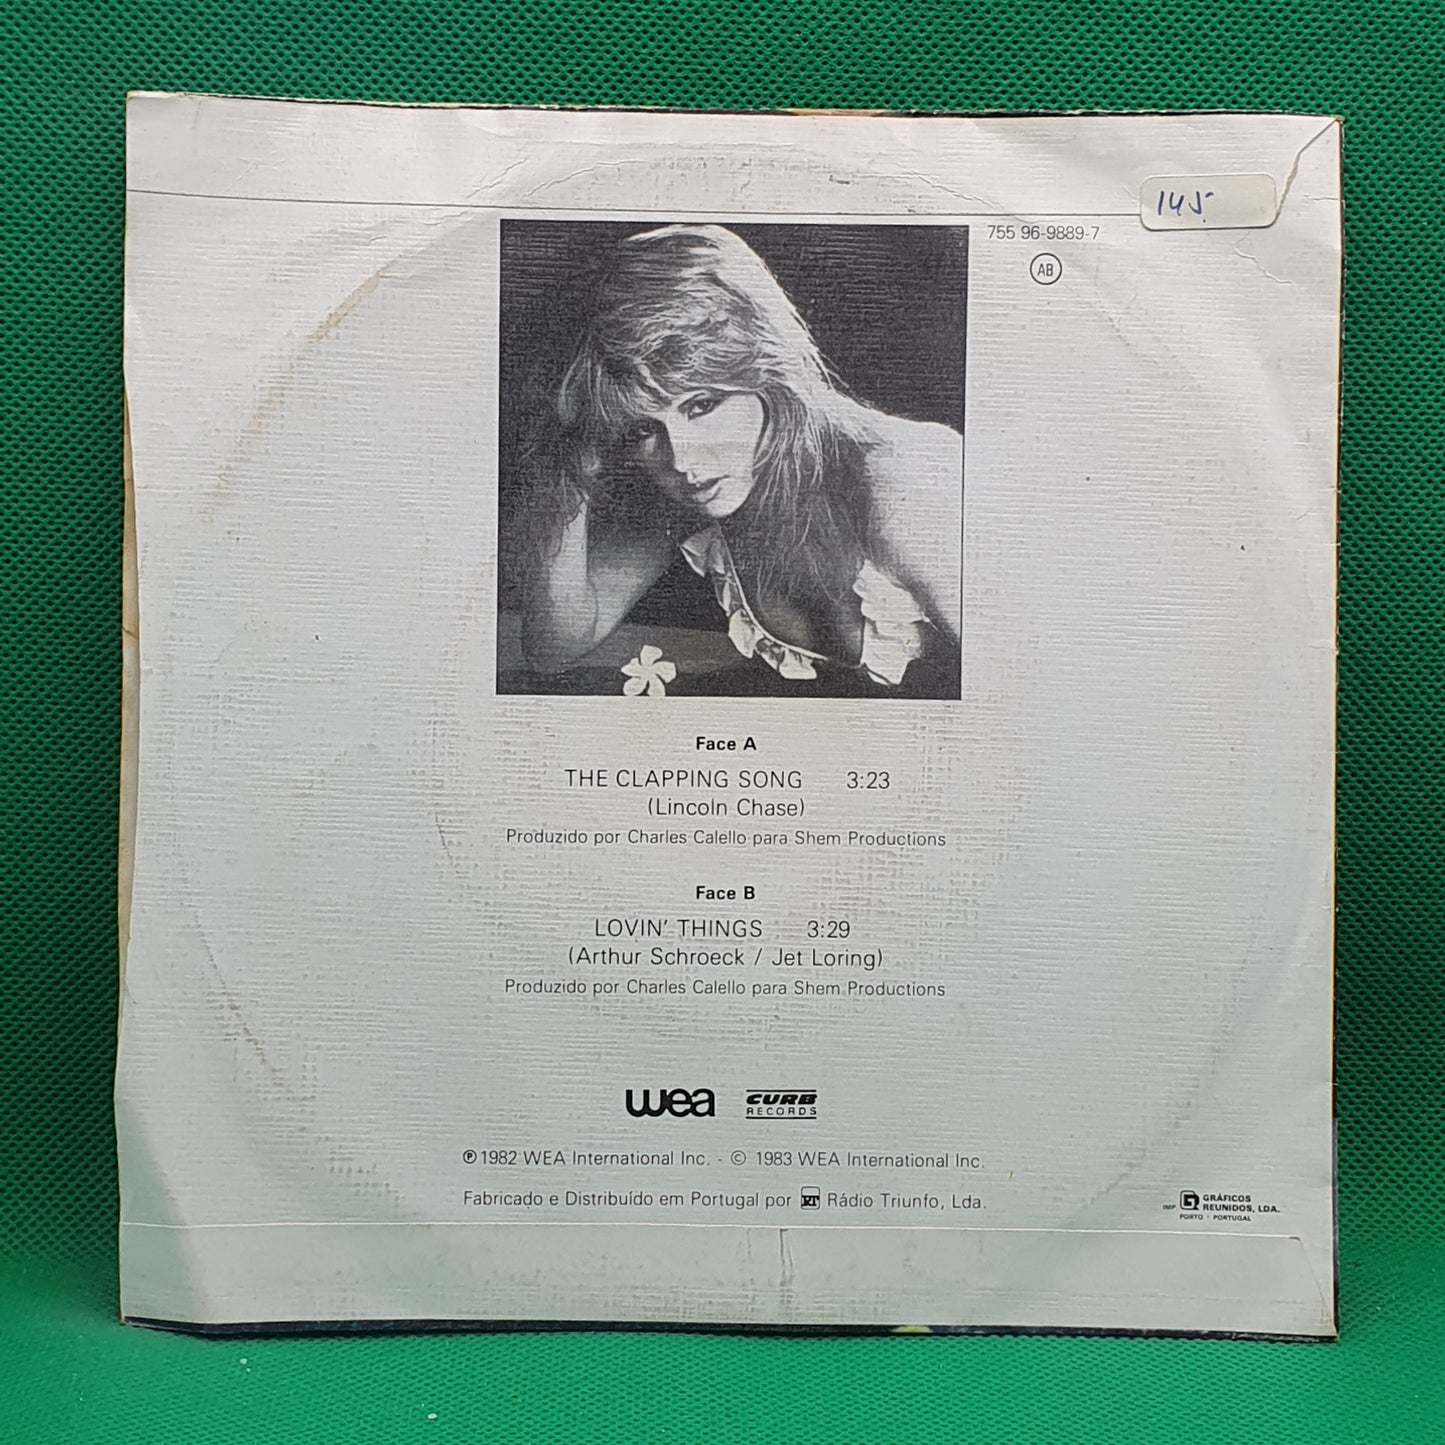 145-
755 96-9889-7
AB
Face A
THE CLAPPING SONG 3:23
(Lincoln Chase)
Produzido por Charles Calello para Shem Productions
Face B
LOVIN' THINGS 3:29
(Arthur Schroeck / Jet Loring)
Produzido por Charles Calello para Shem Productions
wea CURB RECORDS
℗ 1982 WEA International Inc. - © 1983 WEA International Inc.
Fabricado e Distribuído em Portugal por RT Rádio Triunfo, Lda.
IMP GRÁFICOS
REUNIDOS, LDA.
PORTO - PORTUGAL